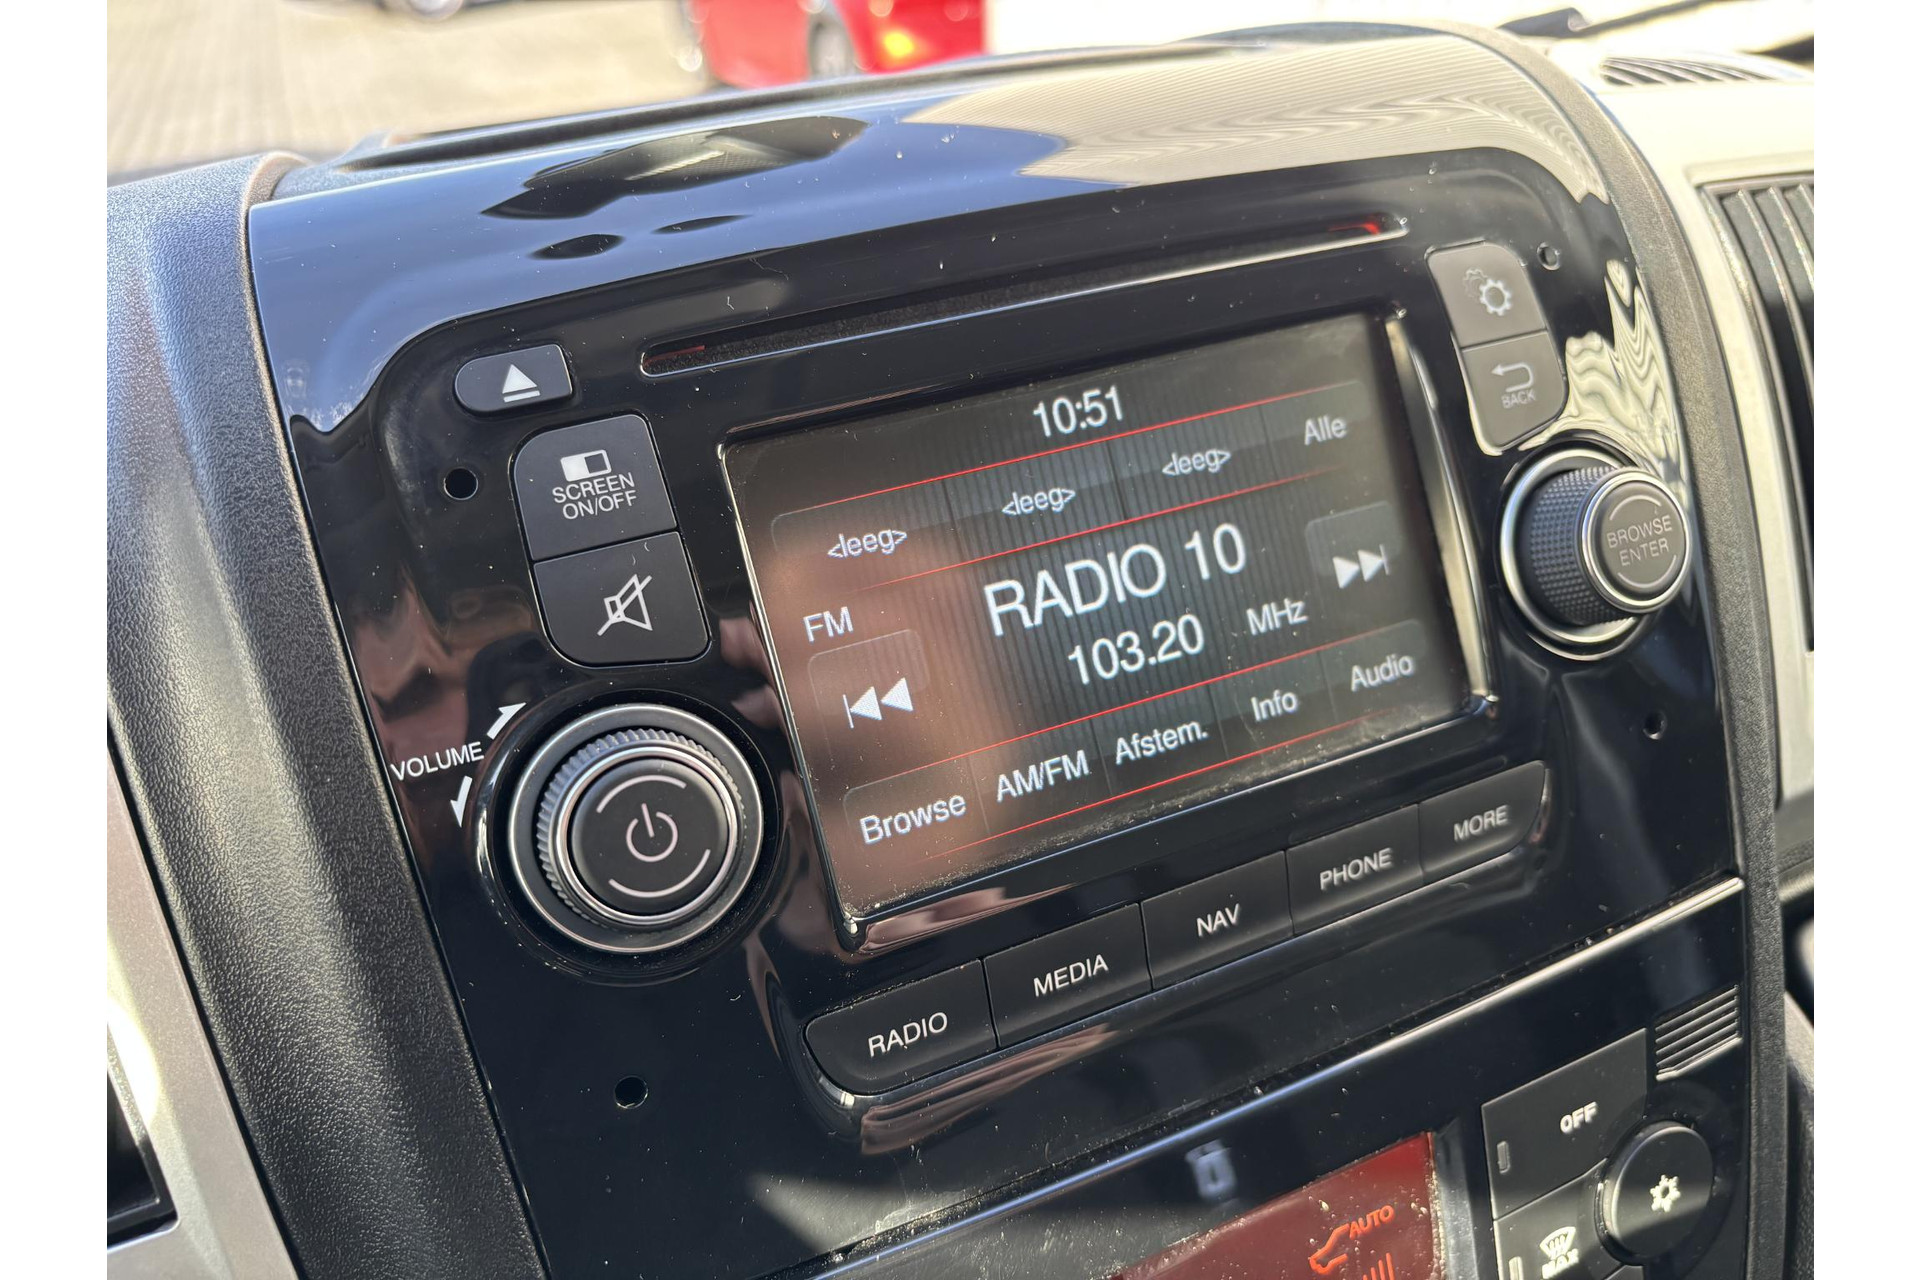 SCREEN
ON/OFF
VOLUME
10:51
<leeg>
<leeg>
<leeg>
Alle
FM
RADIO 10
103.20 MHz
Browse
AM/FM
Afstem.
Info
Audio
BACK
BROWSE
ENTER
RADIO
MEDIA
NAV
PHONE
MORE
OFF
AUTO
MAX